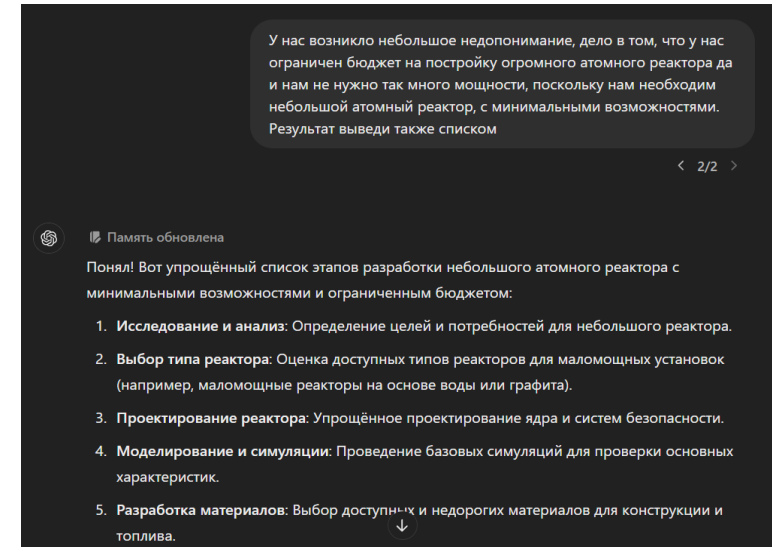 У нас возникло небольшое недопонимание, дело в том, что у нас
ограничен бюджет на постройку огромного атомного реактора да
и нам не нужно так много мощности, поскольку нам необходим
небольшой атомный реактор, с минимальными возможностями.
Результат выведи также списком
2/2
Память обновлена
Понял! Вот упрощённый список этапов разработки небольшого атомного реактора с
минимальными возможностями и ограниченным бюджетом:
1. Исследование и анализ: Определение целей и потребностей для небольшого реактора.
2. Выбор типа реактора: Оценка доступных типов реакторов для маломощных установок
(например, маломощные реакторы на основе воды или графита).
3. Проектирование реактора: Упрощённое проектирование ядра и систем безопасности.
4. Моделирование и симуляции: Проведение базовых симуляций для проверки основных
характеристик.
5. Разработка материалов: Выбор доступных и недорогих материалов для конструкции и
топлива.